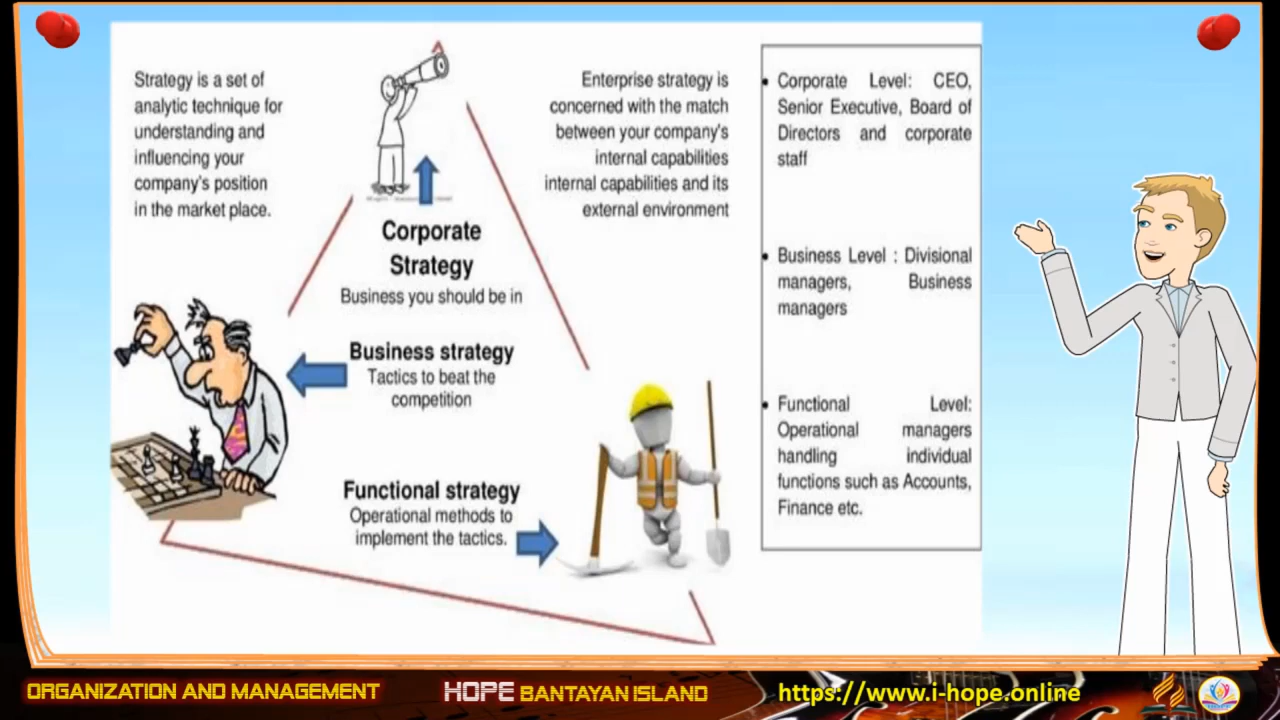 Strategy is a set of
analytic technique for
understanding and
influencing your
company's position
in the market place.
Enterprise strategy is
concerned with the match
between your company's
internal capabilities
internal capabilities and its
external environment
Corporate
Strategy
Business you should be in
Business strategy
Tactics to beat the
competition
Functional strategy
Operational methods to
implement the tactics.
• Corporate Level: CEO,
Senior Executive, Board of
Directors and corporate
staff
• Business Level : Divisional
managers, Business
managers
• Functional Level:
Operational managers
handling individual
functions such as Accounts,
Finance etc.
ORGANIZATION AND MANAGEMENT
HOPE BANTAYAN ISLAND
https://www.i-hope.online